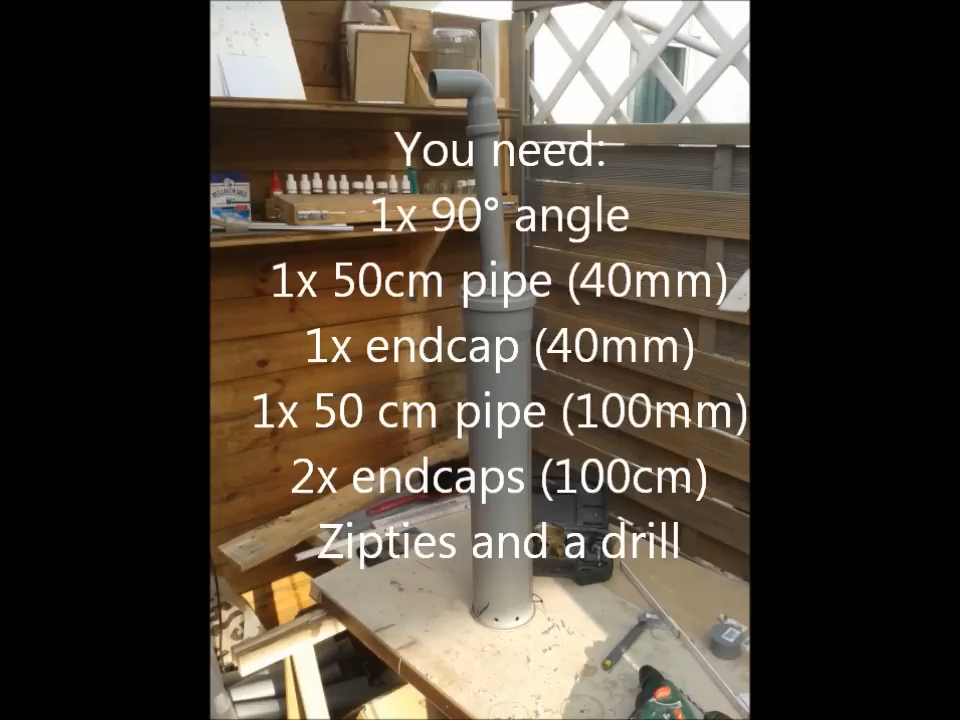 You need:
1x 90° angle
1x 50cm pipe (40mm)
1x endcap (40mm)
1x 50 cm pipe (100mm)
2x endcaps (100cm)
Zipties and a drill